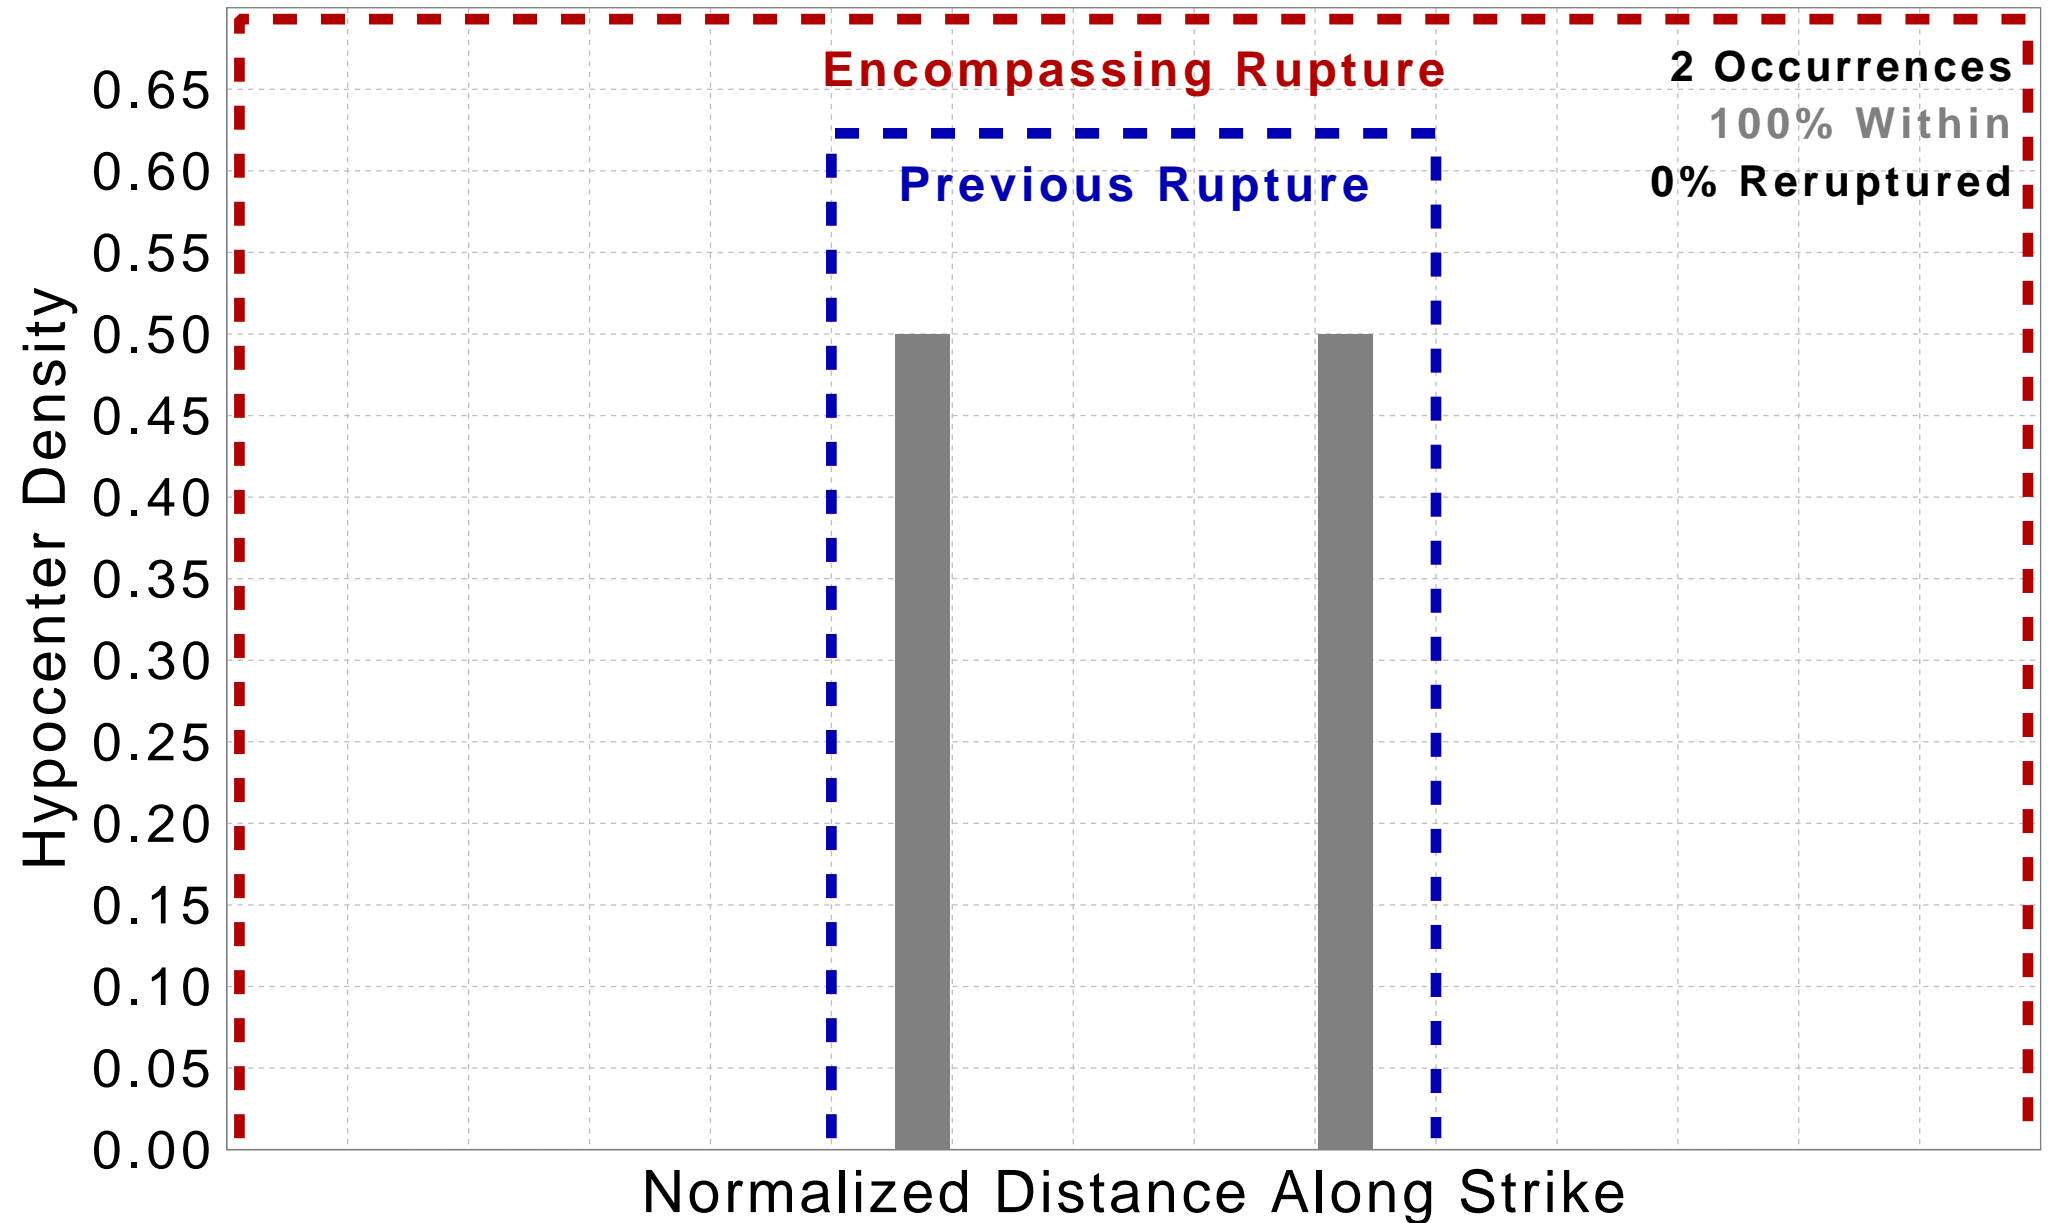 Encompassing Rupture
2 Occurrences
100% Within
Previous Rupture
0% Reruptured
Hypocenter Density
0.65
0.60
0.55
0.50
0.45
0.40
0.35
0.30
0.25
0.20
0.15
0.10
0.05
0.00
Normalized Distance Along Strike